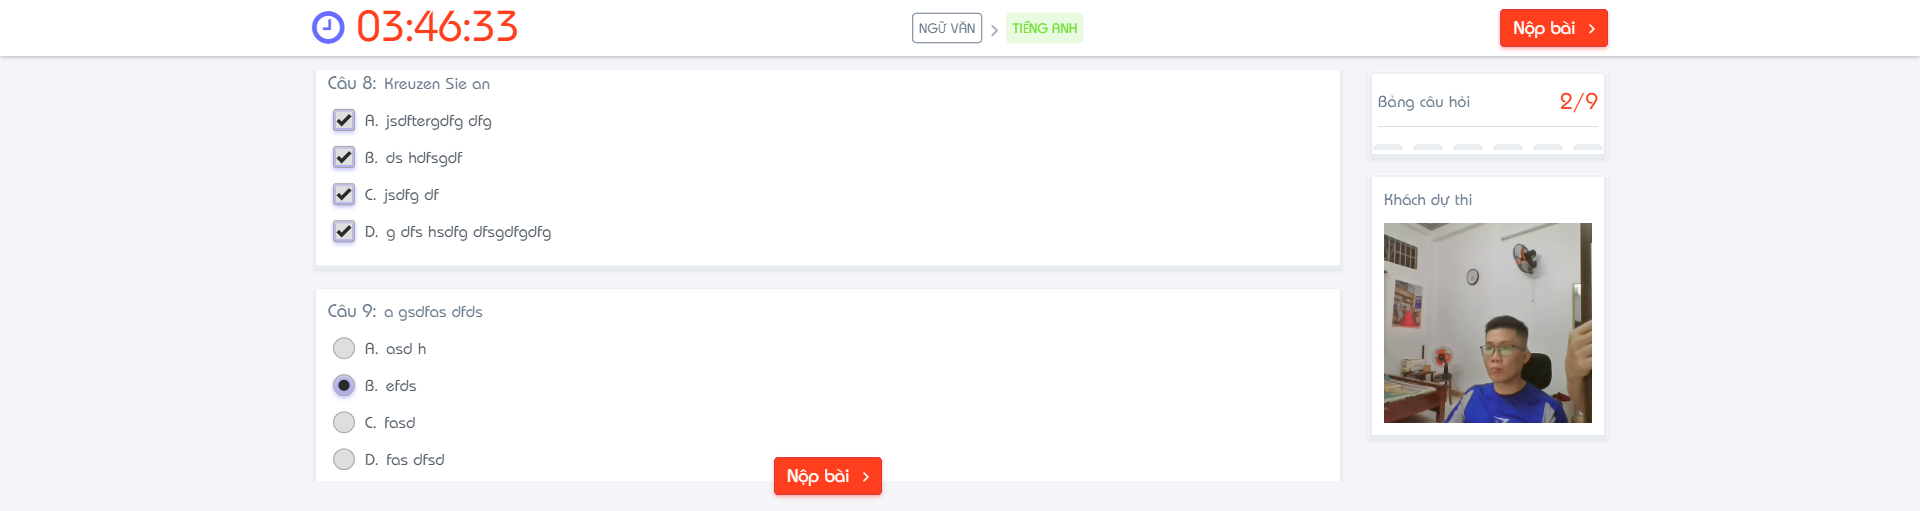 03:46:33
NGỮ VĂN
TIẾNG ANH
Nộp bài
Câu 8: Kreuzen Sie an
A. jsdftergdfg dfg
B. ds hdfsgdf
C. jsdfg df
D. g dfs hsdfg dfsgdfgdfg
Câu 9: a gsdfas dfds
A. asd h
B. efds
C. fasd
D. fas dfsd
Nộp bài
Bảng câu hỏi 2/9
Khách dự thi